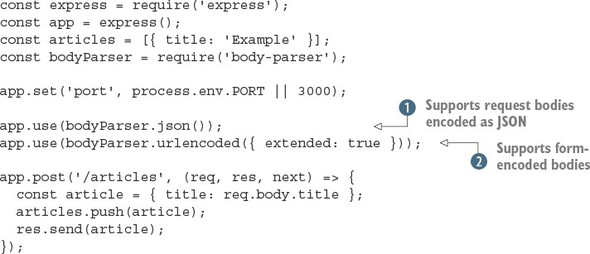 const express = require('express');
const app = express();
const articles = [{ title: 'Example' }];
const bodyParser = require('body-parser');
app.set('port', process.env.PORT || 3000);
app.use(bodyParser.json());
1 Supports request bodies
encoded as JSON
app.use(bodyParser.urlencoded({ extended: true }));
2 Supports form-
encoded bodies
app.post('/articles', (req, res, next) => {
  const article = { title: req.body.title };
  articles.push(article);
  res.send(article);
});